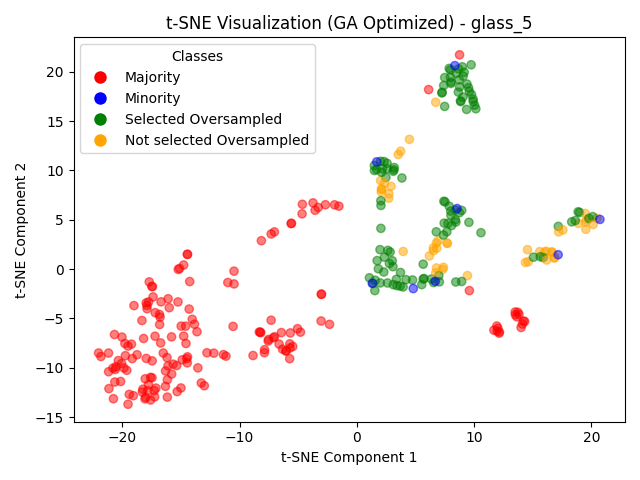 t-SNE Visualization (GA Optimized) - glass_5
Classes
Majority
Minority
Selected Oversampled
Not selected Oversampled
t-SNE Component 2
20
15
10
5
0
−5
−10
−15
−20
−10
0
10
20
t-SNE Component 1